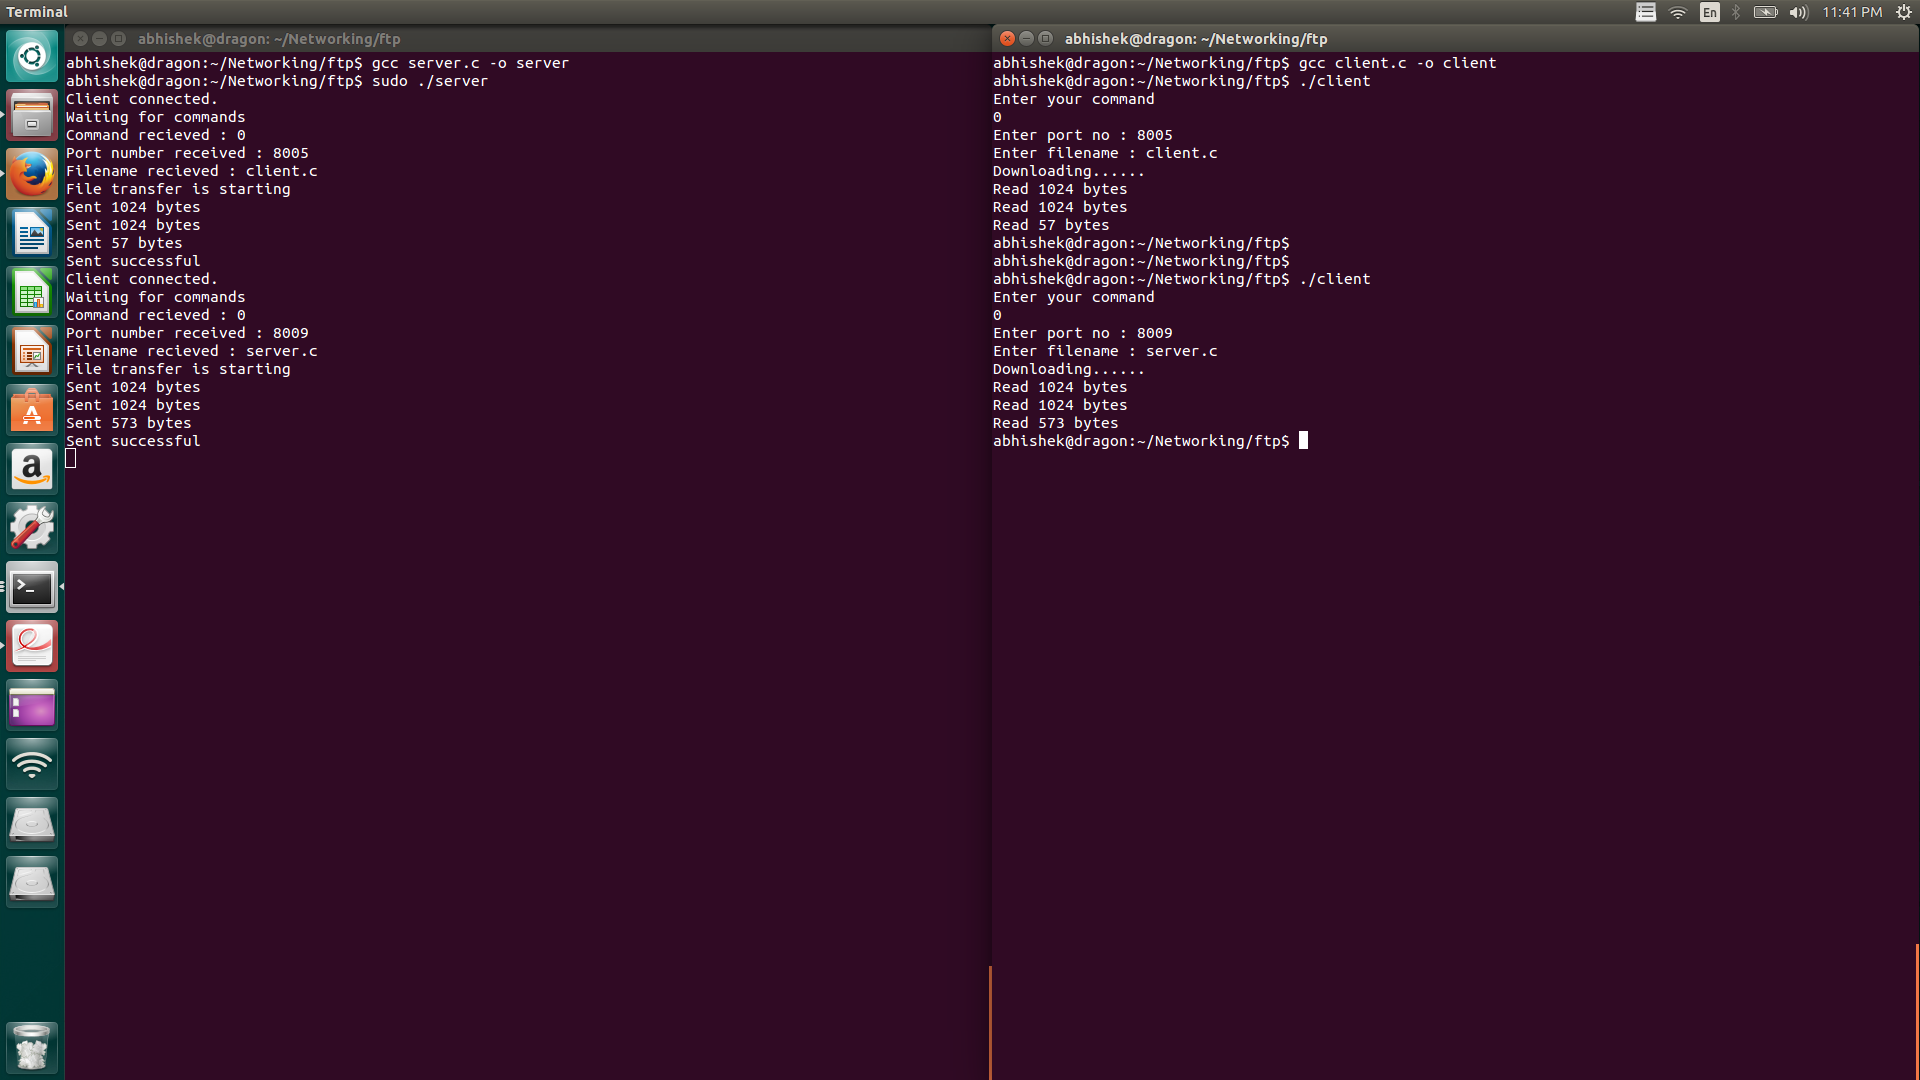 Terminal
En
11:41 PM
abhishek@dragon: ~/Networking/ftp
abhishek@dragon:~/Networking/ftp$ gcc server.c -o server
abhishek@dragon:~/Networking/ftp$ sudo ./server
Client connected.
Waiting for commands
Command recieved : 0
Port number received : 8005
Filename recieved : client.c
File transfer is starting
Sent 1024 bytes
Sent 1024 bytes
Sent 57 bytes
Sent successful
Client connected.
Waiting for commands
Command recieved : 0
Port number received : 8009
Filename recieved : server.c
File transfer is starting
Sent 1024 bytes
Sent 1024 bytes
Sent 573 bytes
Sent successful
abhishek@dragon: ~/Networking/ftp
abhishek@dragon:~/Networking/ftp$ gcc client.c -o client
abhishek@dragon:~/Networking/ftp$ ./client
Enter your command
0
Enter port no : 8005
Enter filename : client.c
Downloading......
Read 1024 bytes
Read 1024 bytes
Read 57 bytes
abhishek@dragon:~/Networking/ftp$
abhishek@dragon:~/Networking/ftp$
abhishek@dragon:~/Networking/ftp$ ./client
Enter your command
0
Enter port no : 8009
Enter filename : server.c
Downloading......
Read 1024 bytes
Read 1024 bytes
Read 573 bytes
abhishek@dragon:~/Networking/ftp$